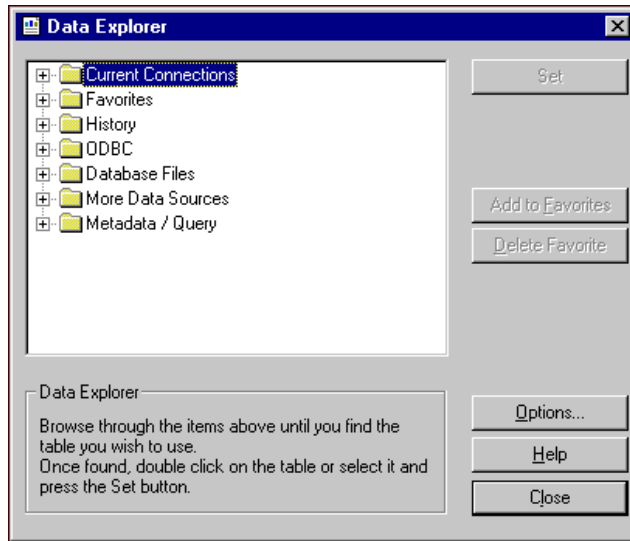 Data Explorer
Current Connections
Favorites
History
ODBC
Database Files
More Data Sources
Metadata / Query
Set
Add to Favorites
Delete Favorite
Data Explorer
Browse through the items above until you find the
table you wish to use.
Once found, double click on the table or select it and
press the Set button.
Options...
Help
Close